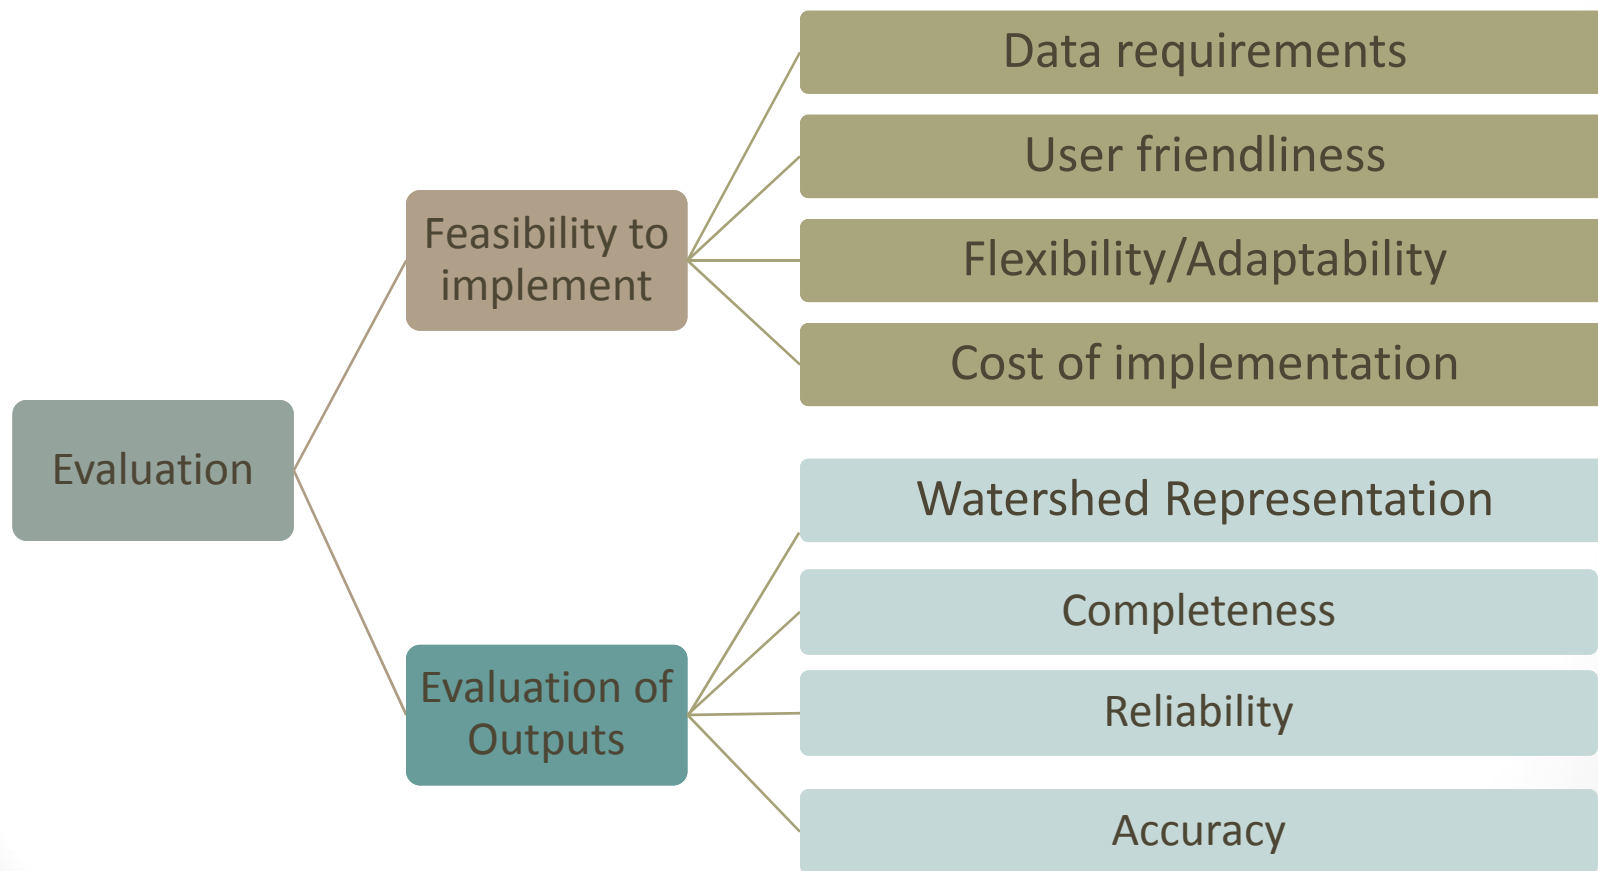 Data requirements
User friendliness
Feasibility to
implement
Flexibility/Adaptability
Cost of implementation
Evaluation
Watershed Representation
Completeness
Evaluation of
Outputs
Reliability
Accuracy